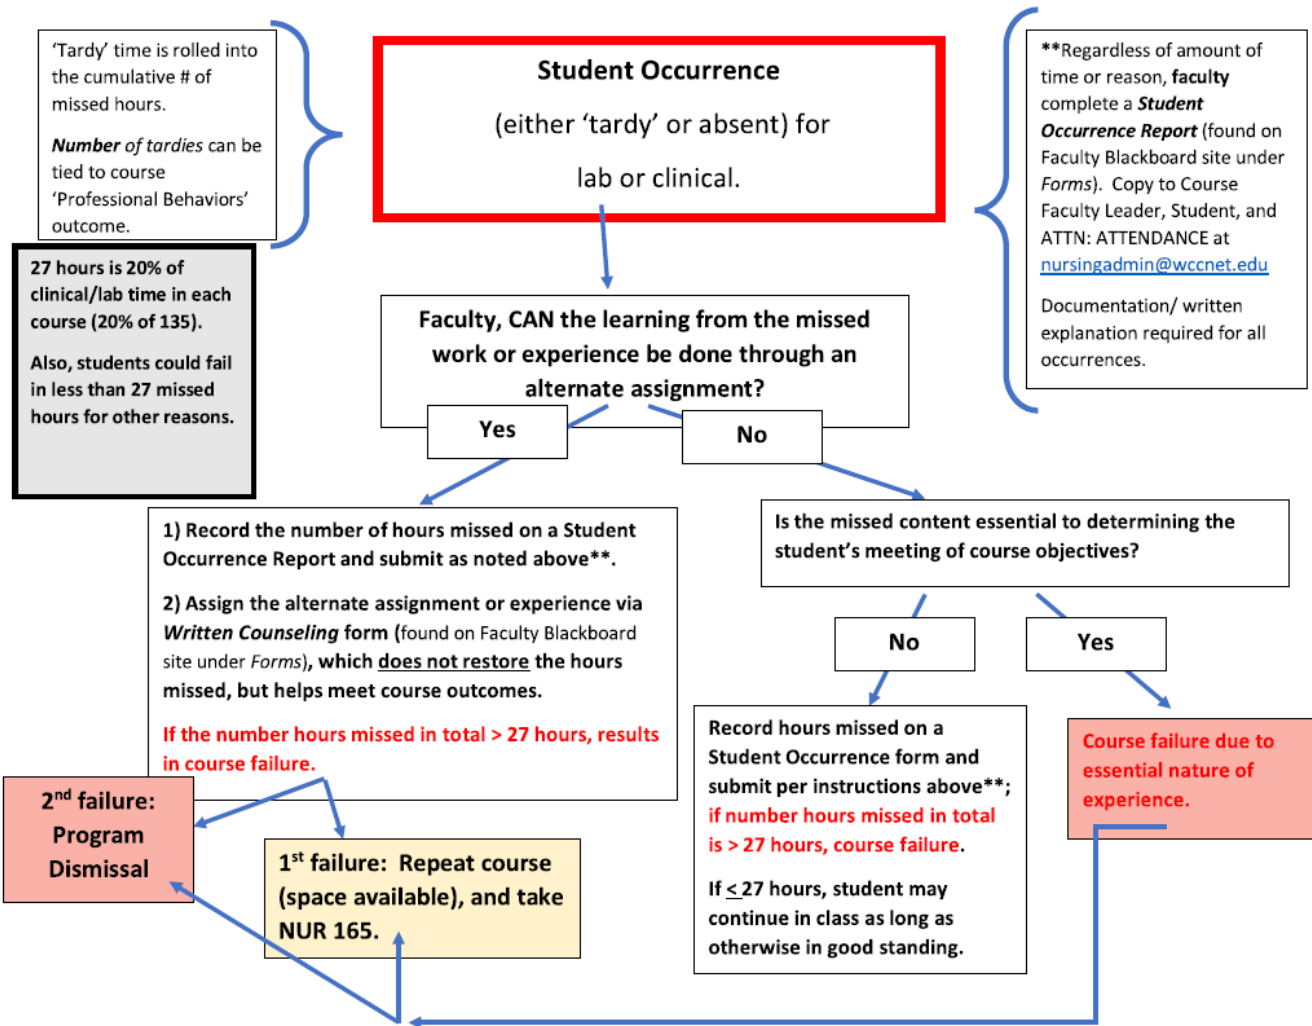 'Tardy' time is rolled into
the cumulative # of
missed hours.
Number of tardies can be
tied to course
'Professional Behaviors'
outcome.
Student Occurrence
(either 'tardy' or absent) for
lab or clinical.
**Regardless of amount of
time or reason, faculty
complete a Student
Occurrence Report (found on
Faculty Blackboard site under
Forms).  Copy to Course
Faculty Leader, Student, and
ATTN: ATTENDANCE at
nursingadmin@wccnet.edu
Documentation/ written
explanation required for all
occurrences.
27 hours is 20% of
clinical/lab time in each
course (20% of 135).
Also, students could fail
in less than 27 missed
hours for other reasons.
Faculty, CAN the learning from the missed
work or experience be done through an
alternate assignment?
Yes
No
1) Record the number of hours missed on a Student
Occurrence Report and submit as noted above**.
2) Assign the alternate assignment or experience via
Written Counseling form (found on Faculty Blackboard
site under Forms), which does not restore the hours
missed, but helps meet course outcomes.
If the number hours missed in total > 27 hours, results
in course failure.
Is the missed content essential to determining the
student's meeting of course objectives?
No
Yes
Record hours missed on a
Student Occurrence form and
submit per instructions above**;
if number hours missed in total
is > 27 hours, course failure.
If < 27 hours, student may
continue in class as long as
otherwise in good standing.
Course failure due to
essential nature of
experience.
2nd failure:
Program
Dismissal
1st failure:  Repeat course
(space available), and take
NUR 165.